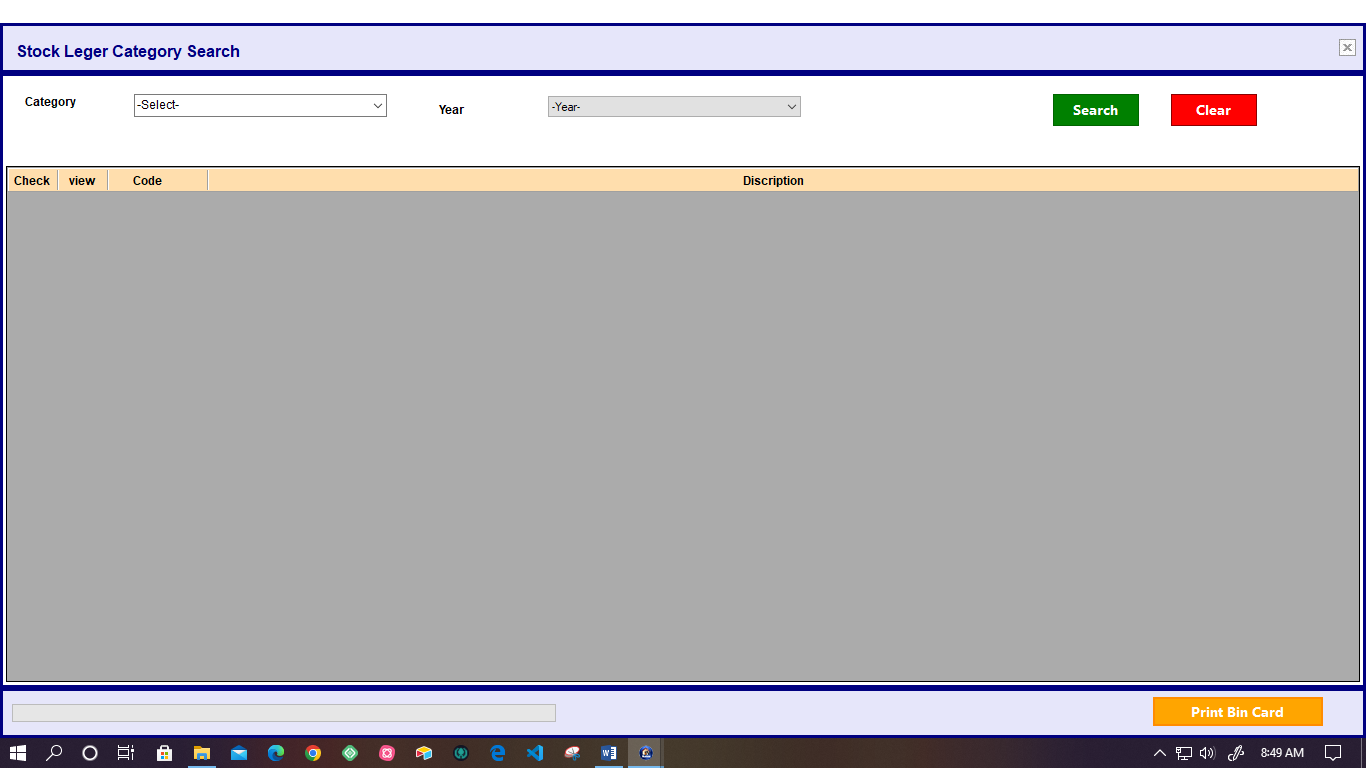 Stock Leger Category Search
Category
-Select-
Year
-Year-
Search
Clear
Check view Code Discription
Print Bin Card
8:49 AM